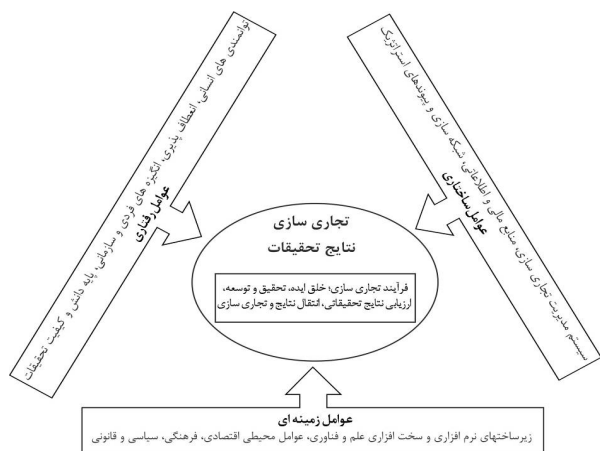 سیستم مدیریت تجاری سازی، منابع مالی و اطلاعاتی، شبکه سازی و پیوندهای استراتژیک
عوامل ساختاری
توانمندی های انسانی، انعطاف پذیری، انگیزه های فردی و سازمانی، پایه دانش و کیفیت تحقیقات
عوامل رفتاری
تجاری سازی
نتایج تحقیقات
فرآیند تجاری سازی؛ خلق ایده، تحقیق و توسعه،
ارزیابی نتایج تحقیقاتی، انتقال نتایج و تجاری سازی
عوامل زمینه ای
زیرساختهای نرم افزاری و سخت افزاری علم و فناوری، عوامل محیطی اقتصادی، فرهنگی، سیاسی و قانونی